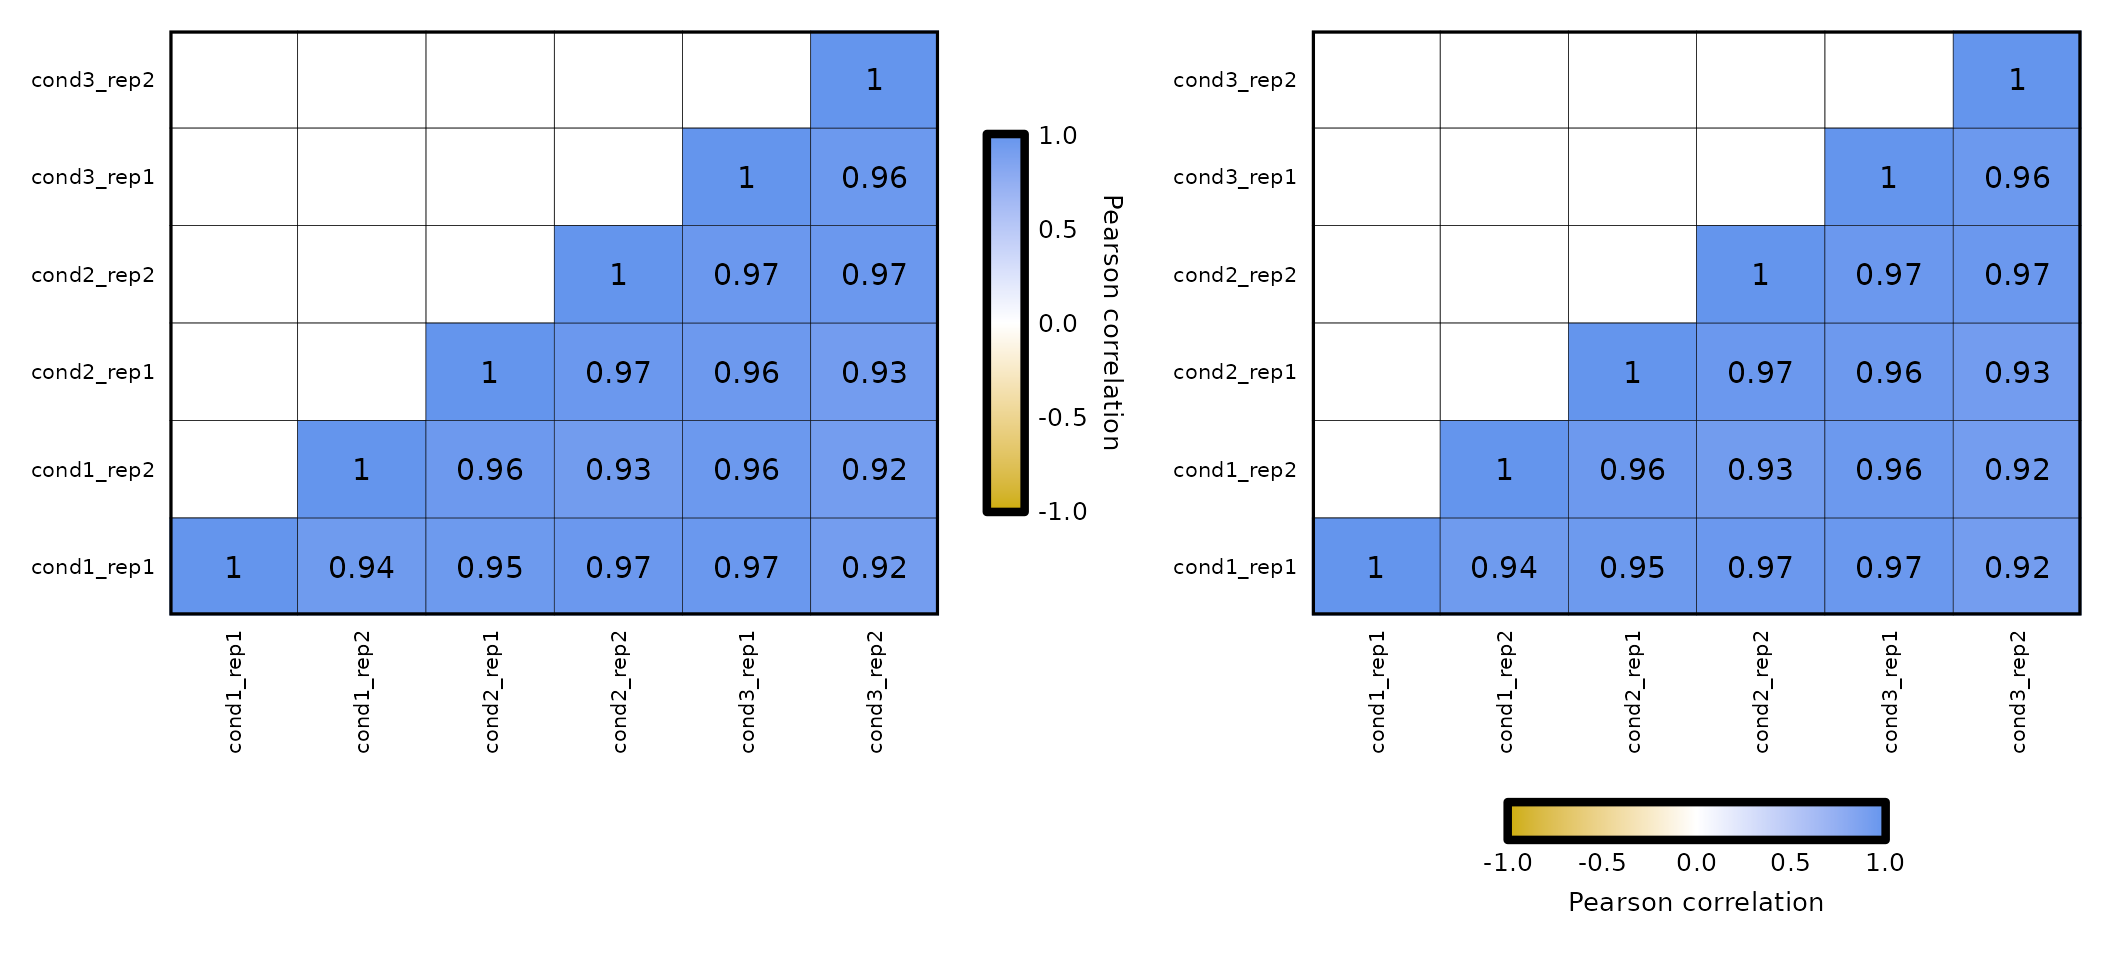 cond3_rep2 1
cond3_rep1 1 0.96
cond2_rep2 1 0.97 0.97
cond2_rep1 1 0.97 0.96 0.93
cond1_rep2 1 0.96 0.93 0.96 0.92
cond1_rep1 1 0.94 0.95 0.97 0.97 0.92
cond1_rep1
cond1_rep2
cond2_rep1
cond2_rep2
cond3_rep1
cond3_rep2
1.0
0.5
0.0
-0.5
-1.0
Pearson correlation
cond3_rep2 1
cond3_rep1 1 0.96
cond2_rep2 1 0.97 0.97
cond2_rep1 1 0.97 0.96 0.93
cond1_rep2 1 0.96 0.93 0.96 0.92
cond1_rep1 1 0.94 0.95 0.97 0.97 0.92
cond1_rep1
cond1_rep2
cond2_rep1
cond2_rep2
cond3_rep1
cond3_rep2
-1.0 -0.5 0.0 0.5 1.0
Pearson correlation